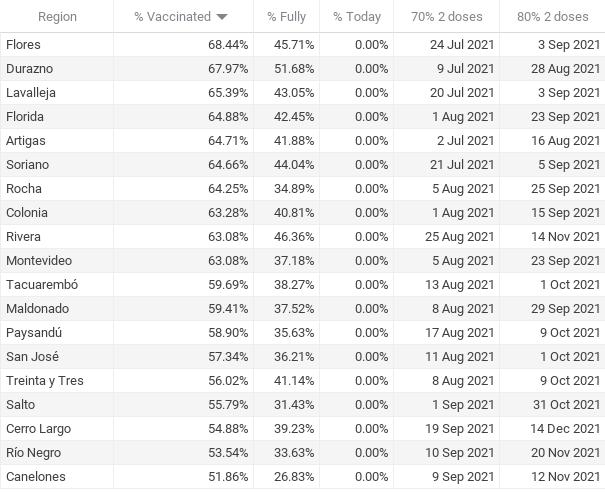 Region % Vaccinated % Fully % Today 70% 2 doses 80% 2 doses
Flores 68.44% 45.71% 0.00% 24 Jul 2021 3 Sep 2021
Durazno 67.97% 51.68% 0.00% 9 Jul 2021 28 Aug 2021
Lavalleja 65.39% 43.05% 0.00% 20 Jul 2021 3 Sep 2021
Florida 64.88% 42.45% 0.00% 1 Aug 2021 23 Sep 2021
Artigas 64.71% 41.88% 0.00% 2 Jul 2021 16 Aug 2021
Soriano 64.66% 44.04% 0.00% 21 Jul 2021 5 Sep 2021
Rocha 64.25% 34.89% 0.00% 5 Aug 2021 25 Sep 2021
Colonia 63.28% 40.81% 0.00% 1 Aug 2021 15 Sep 2021
Rivera 63.08% 46.36% 0.00% 25 Aug 2021 14 Nov 2021
Montevideo 63.08% 37.18% 0.00% 5 Aug 2021 23 Sep 2021
Tacuarembó 59.69% 38.27% 0.00% 13 Aug 2021 1 Oct 2021
Maldonado 59.41% 37.52% 0.00% 8 Aug 2021 29 Sep 2021
Paysandú 58.90% 35.63% 0.00% 17 Aug 2021 9 Oct 2021
San José 57.34% 36.21% 0.00% 11 Aug 2021 1 Oct 2021
Treinta y Tres 56.02% 41.14% 0.00% 8 Aug 2021 9 Oct 2021
Salto 55.79% 31.43% 0.00% 1 Sep 2021 31 Oct 2021
Cerro Largo 54.88% 39.23% 0.00% 19 Sep 2021 14 Dec 2021
Río Negro 53.54% 33.63% 0.00% 10 Sep 2021 20 Nov 2021
Canelones 51.86% 26.83% 0.00% 9 Sep 2021 12 Nov 2021